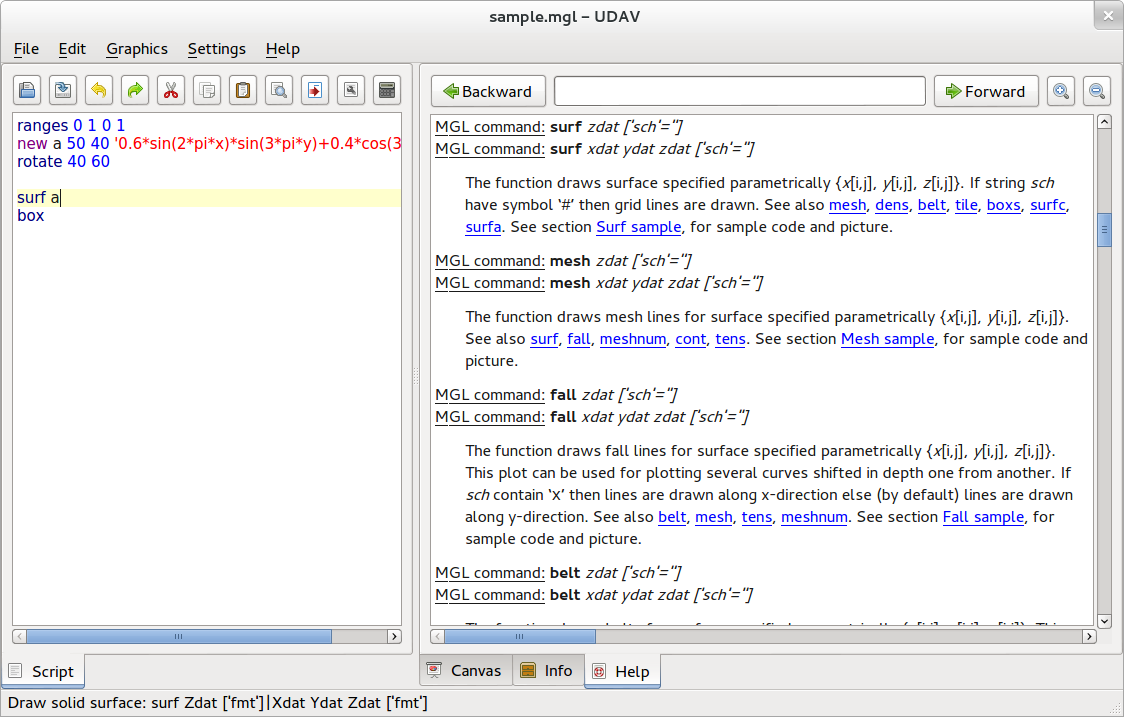 sample.mgl – UDAV
File Edit Graphics Settings Help
Backward Forward
ranges 0 1 0 1
new a 50 40 '0.6*sin(2*pi*x)*sin(3*pi*y)+0.4*cos(3
rotate 40 60
surf a
box
MGL command: surf zdat ['sch'='']
MGL command: surf xdat ydat zdat ['sch'='']
The function draws surface specified parametrically {x[i,j], y[i,j], z[i,j]}. If string sch
have symbol ‘#’ then grid lines are drawn. See also mesh, dens, belt, tile, boxs, surfc,
surfa. See section Surf sample, for sample code and picture.
MGL command: mesh zdat ['sch'='']
MGL command: mesh xdat ydat zdat ['sch'='']
The function draws mesh lines for surface specified parametrically {x[i,j], y[i,j], z[i,j]}.
See also surf, fall, meshnum, cont, tens. See section Mesh sample, for sample code and
picture.
MGL command: fall zdat ['sch'='']
MGL command: fall xdat ydat zdat ['sch'='']
The function draws fall lines for surface specified parametrically {x[i,j], y[i,j], z[i,j]}.
This plot can be used for plotting several curves shifted in depth one from another. If
sch contain ‘x’ then lines are drawn along x-direction else (by default) lines are drawn
along y-direction. See also belt, mesh, tens, meshnum. See section Fall sample, for
sample code and picture.
MGL command: belt zdat ['sch'='']
MGL command: belt xdat ydat zdat ['sch'='']
Script
Canvas Info Help
Draw solid surface: surf Zdat ['fmt']|Xdat Ydat Zdat ['fmt']